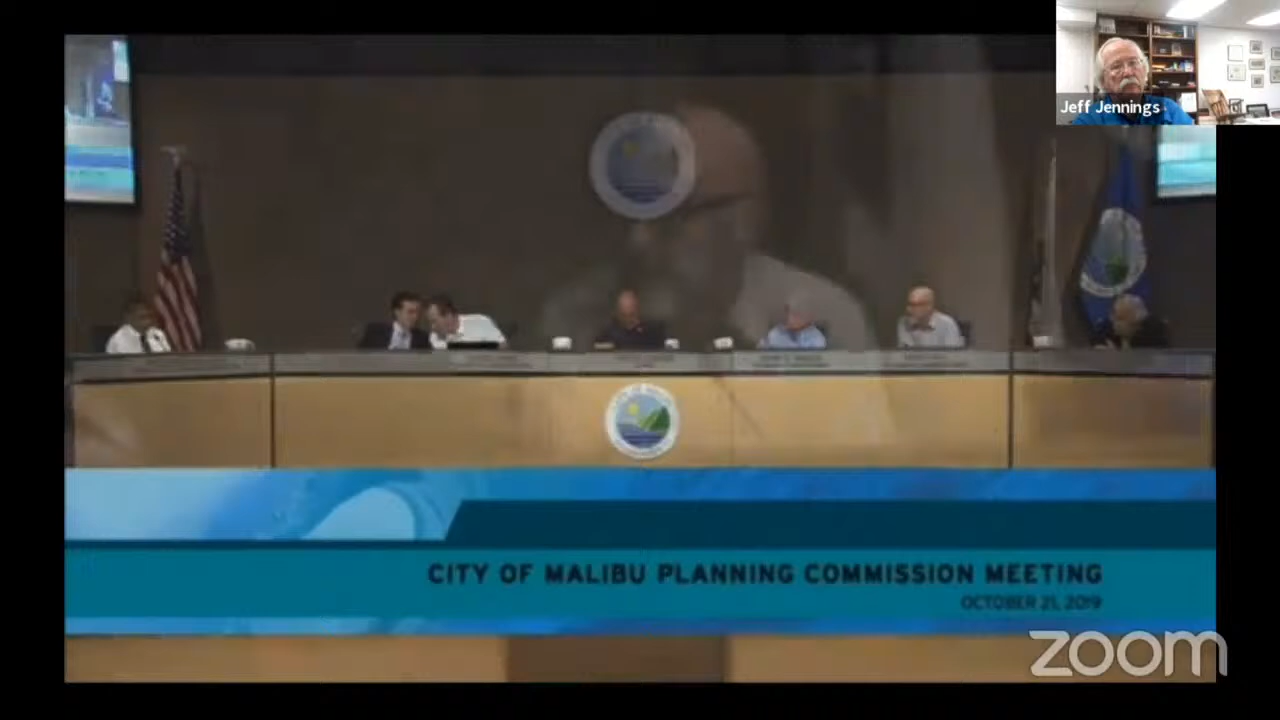 Jeff Jennings
CITY OF MALIBU PLANNING COMMISSION MEETING
OCTOBER 21, 2019
zoom